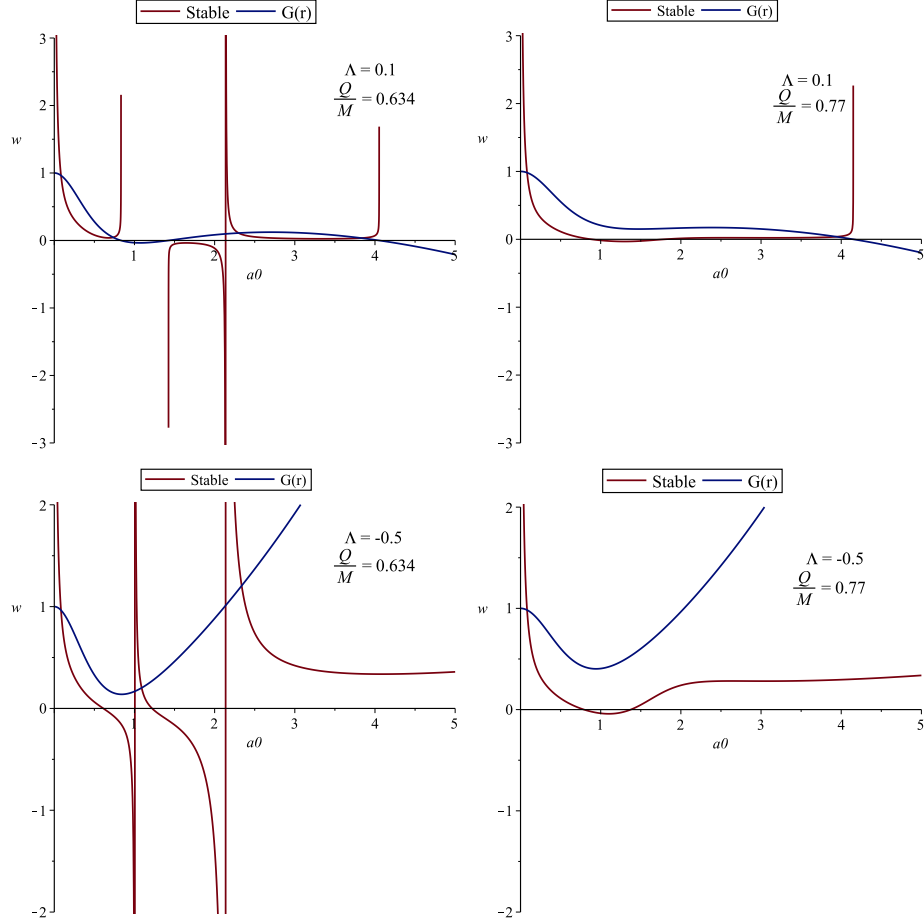 Stable G(r)
3
Λ = 0.1
Q
M = 0.634
2
w
1
0
1 2 3 4 5
a0
−1
−2
−3
Stable G(r)
3
Λ = 0.1
Q
M = 0.77
2
w
1
0
1 2 3 4 5
a0
−1
−2
−3
Stable G(r)
2
Λ = -0.5
Q
M = 0.634
w 1
0
1 2 3 4 5
a0
−1
−2
Stable G(r)
2
Λ = -0.5
Q
M = 0.77
w 1
0
1 2 3 4 5
a0
−1
−2